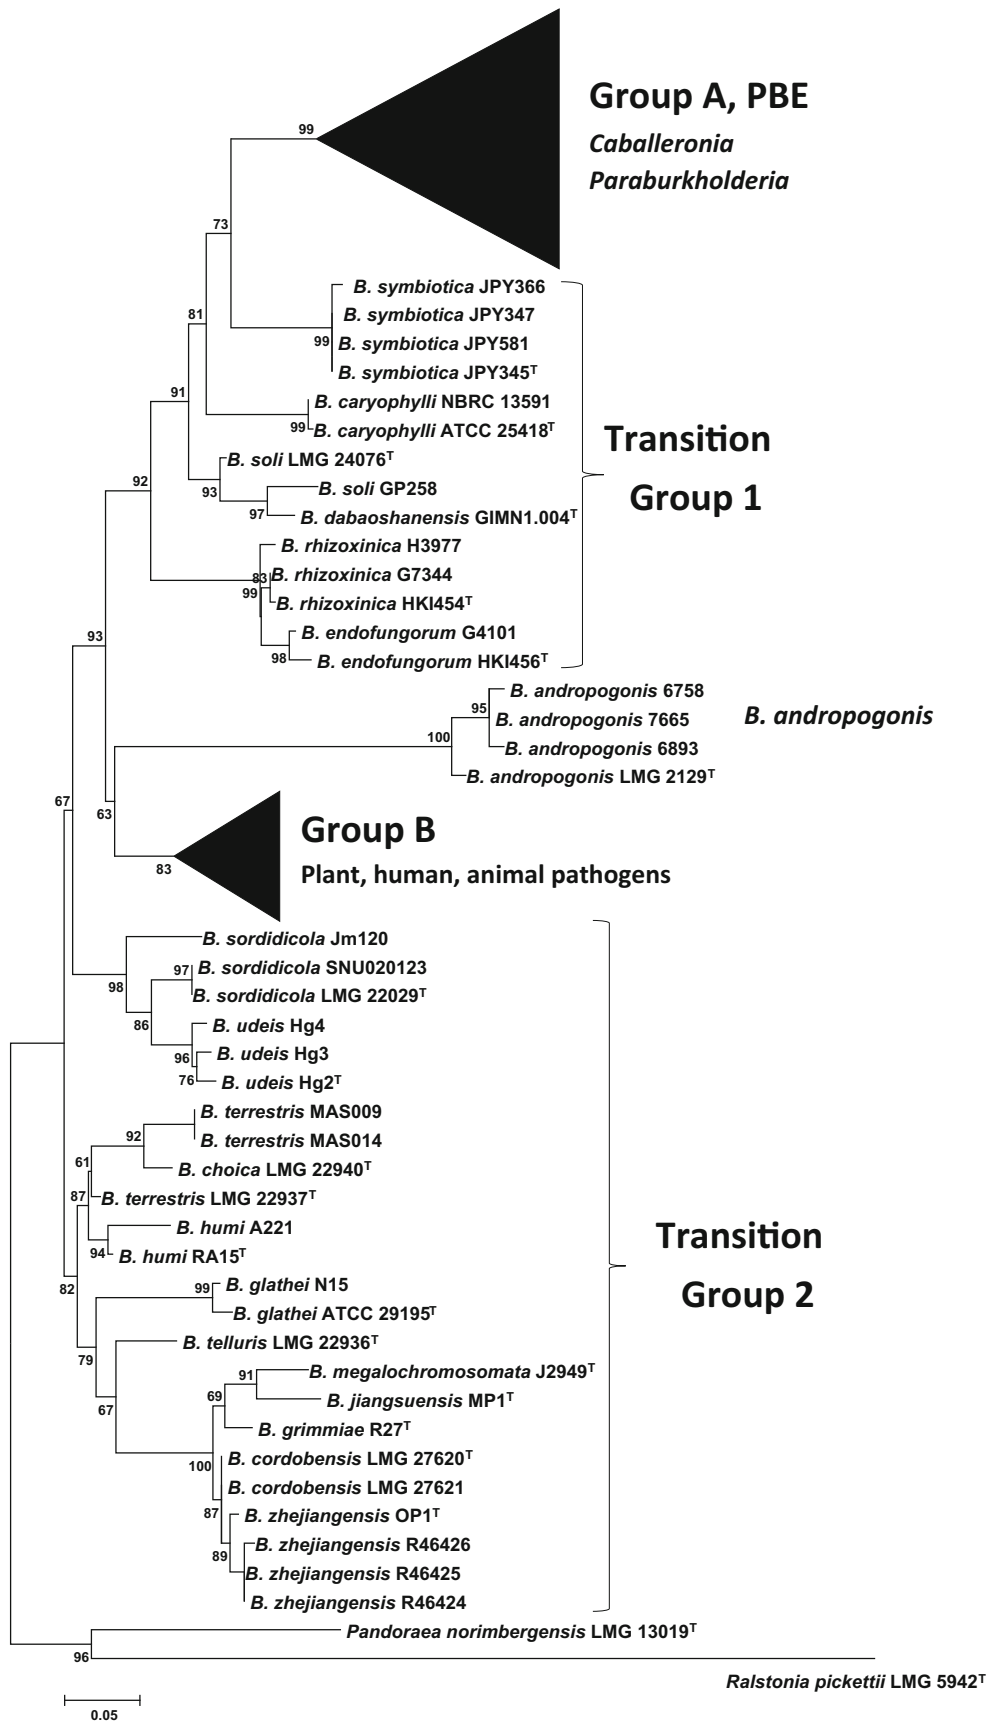 99
Group A, PBE
Caballeronia
Paraburkholderia
73
B. symbiotica JPY366
81
B. symbiotica JPY347
99
B. symbiotica JPY581
B. symbiotica JPY345ᵀ
91
B. caryophylli NBRC 13591
99
B. caryophylli ATCC 25418ᵀ
Transition
Group 1
B. soli LMG 24076ᵀ
92
93
B. soli GP258
97
B. dabaoshanensis GIMN1.004ᵀ
B. rhizoxinica H3977
83
B. rhizoxinica G7344
99
B. rhizoxinica HKI454ᵀ
B. endofungorum G4101
93
98
B. endofungorum HKI456ᵀ
B. andropogonis 6758
95
B. andropogonis 7665
B. andropogonis
100
B. andropogonis 6893
B. andropogonis LMG 2129ᵀ
67
63
Group B
83
Plant, human, animal pathogens
B. sordidicola Jm120
97
B. sordidicola SNU020123
98
B. sordidicola LMG 22029ᵀ
86
B. udeis Hg4
96
B. udeis Hg3
76
B. udeis Hg2ᵀ
B. terrestris MAS009
92
B. terrestris MAS014
61
B. choica LMG 22940ᵀ
87
B. terrestris LMG 22937ᵀ
B. humi A221
94
B. humi RA15ᵀ
Transition
Group 2
82
99
B. glathei N15
B. glathei ATCC 29195ᵀ
79
B. telluris LMG 22936ᵀ
91
B. megalochromosomata J2949ᵀ
69
B. jiangsuensis MP1ᵀ
67
B. grimmiae R27ᵀ
100
B. cordobensis LMG 27620ᵀ
B. cordobensis LMG 27621
87
B. zhejiangensis OP1ᵀ
89
B. zhejiangensis R46426
B. zhejiangensis R46425
B. zhejiangensis R46424
Pandoraea norimbergensis LMG 13019ᵀ
96
Ralstonia pickettii LMG 5942ᵀ
0.05